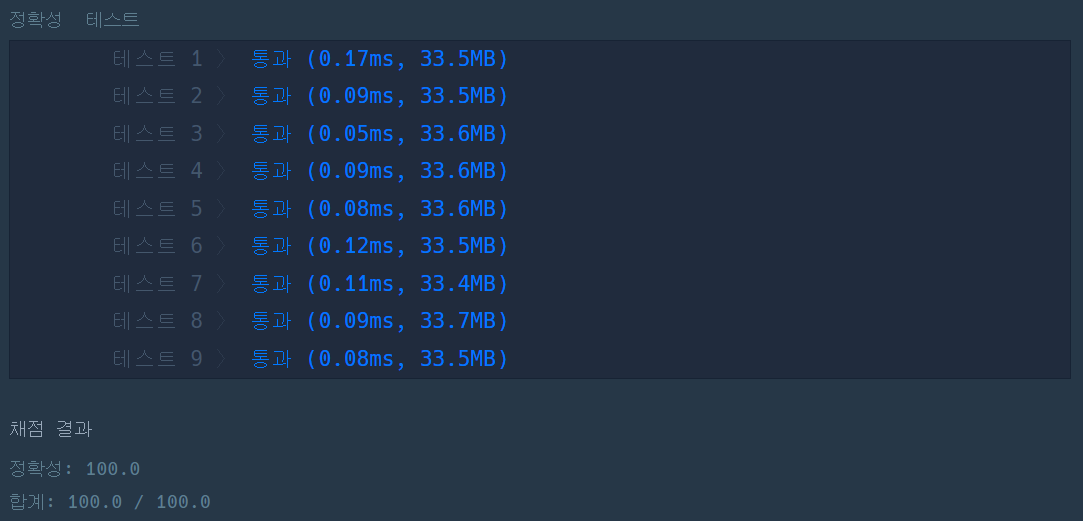 정확성 테스트
테스트 1 〉 통과 (0.17ms, 33.5MB)
테스트 2 〉 통과 (0.09ms, 33.5MB)
테스트 3 〉 통과 (0.05ms, 33.6MB)
테스트 4 〉 통과 (0.09ms, 33.6MB)
테스트 5 〉 통과 (0.08ms, 33.6MB)
테스트 6 〉 통과 (0.12ms, 33.5MB)
테스트 7 〉 통과 (0.11ms, 33.4MB)
테스트 8 〉 통과 (0.09ms, 33.7MB)
테스트 9 〉 통과 (0.08ms, 33.5MB)
채점 결과
정확성: 100.0
합계: 100.0 / 100.0